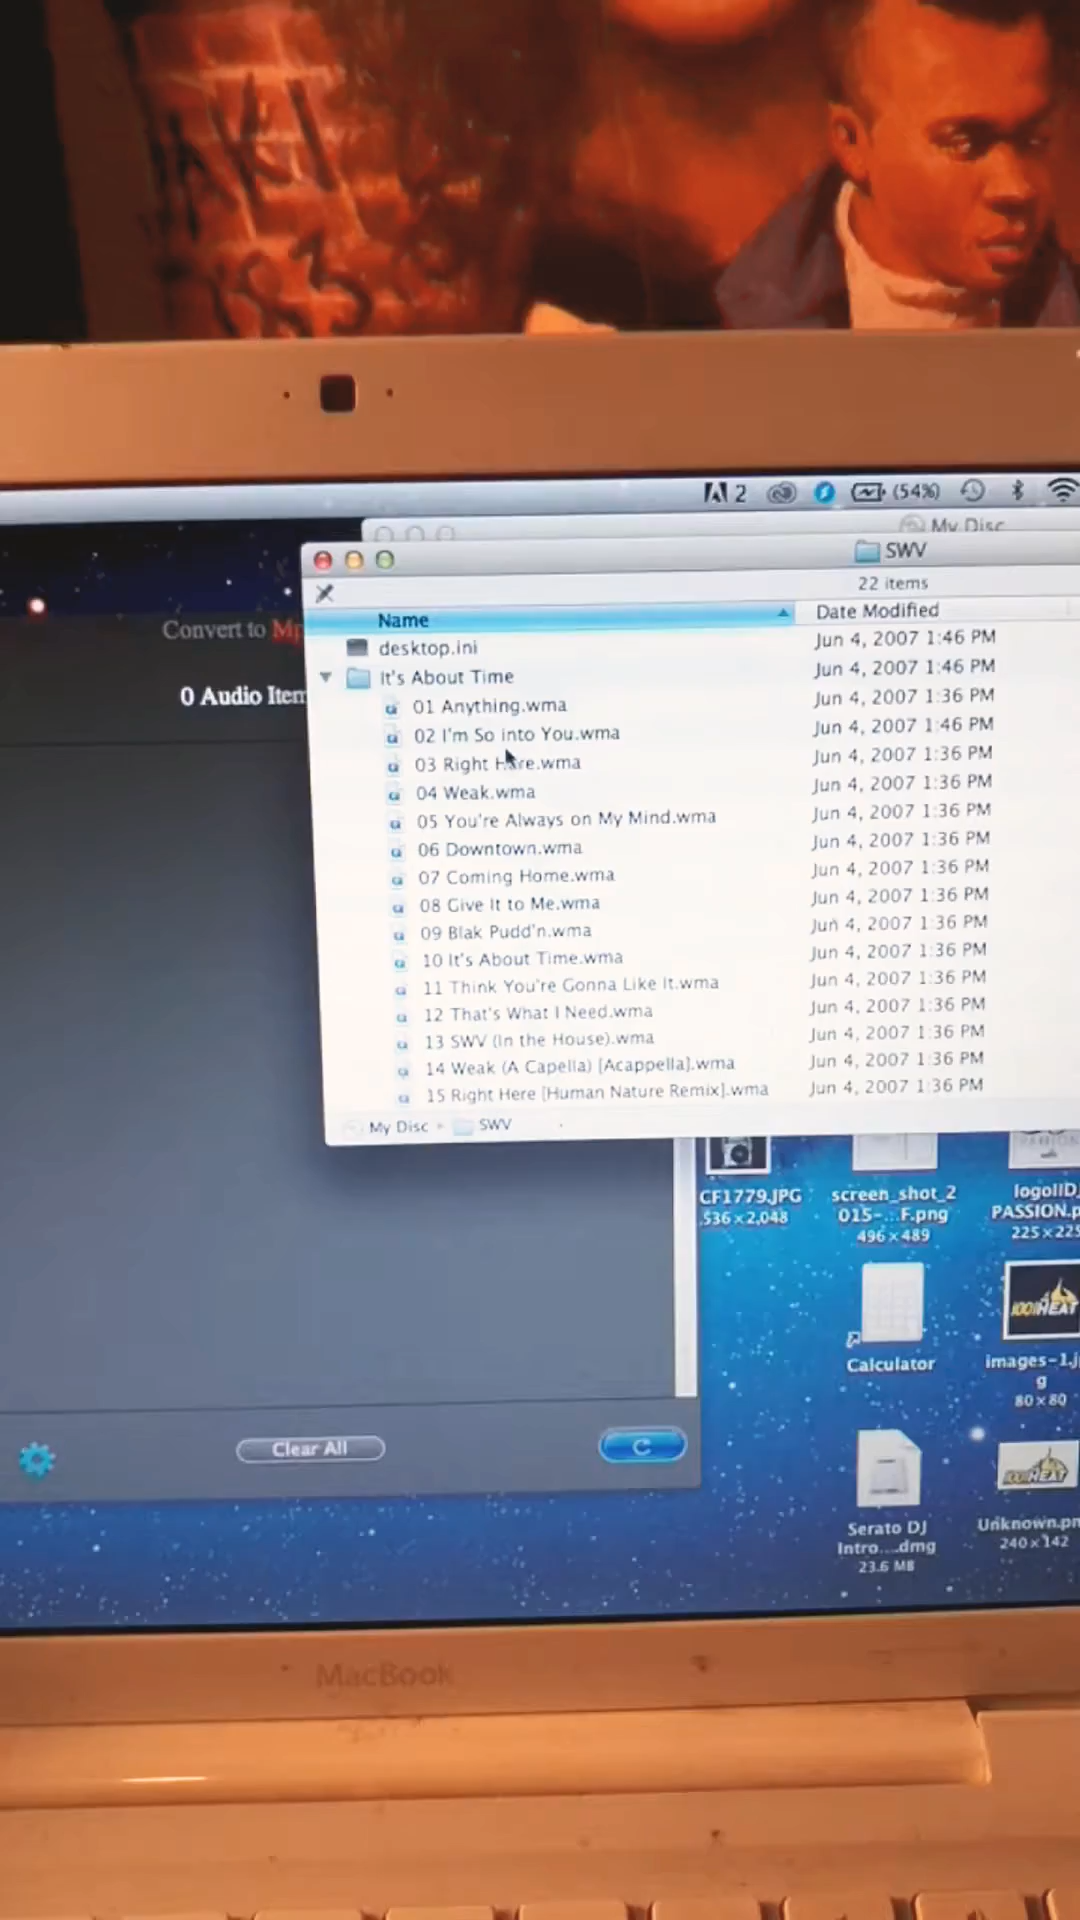 2 (54%)
My Disc
SWV
22 items
Name Date Modified
Convert to Mp
0 Audio Item
desktop.ini Jun 4, 2007 1:46 PM
It's About Time Jun 4, 2007 1:46 PM
01 Anything.wma Jun 4, 2007 1:36 PM
02 I'm So into You.wma Jun 4, 2007 1:46 PM
03 Right Here.wma Jun 4, 2007 1:36 PM
04 Weak.wma Jun 4, 2007 1:36 PM
05 You're Always on My Mind.wma Jun 4, 2007 1:36 PM
06 Downtown.wma Jun 4, 2007 1:36 PM
07 Coming Home.wma Jun 4, 2007 1:36 PM
08 Give It to Me.wma Jun 4, 2007 1:36 PM
09 Blak Pudd'n.wma Jun 4, 2007 1:36 PM
10 It's About Time.wma Jun 4, 2007 1:36 PM
11 Think You're Gonna Like It.wma Jun 4, 2007 1:36 PM
12 That's What I Need.wma Jun 4, 2007 1:36 PM
13 SWV (In the House).wma Jun 4, 2007 1:36 PM
14 Weak (A Capella) [Acappella].wma Jun 4, 2007 1:36 PM
15 Right Here [Human Nature Remix].wma Jun 4, 2007 1:36 PM
My Disc SWV
CF1779.JPG
536×2,048
screen_shot_2
015-...F.png
496×489
logoIID
PASSION.p
225×225
Calculator
HEAT
images-1.j
g
80×80
Clear All
Serato DJ
Intro....dmg
23.6 MB
HEAT
Unknown.pn
240×142
MacBook